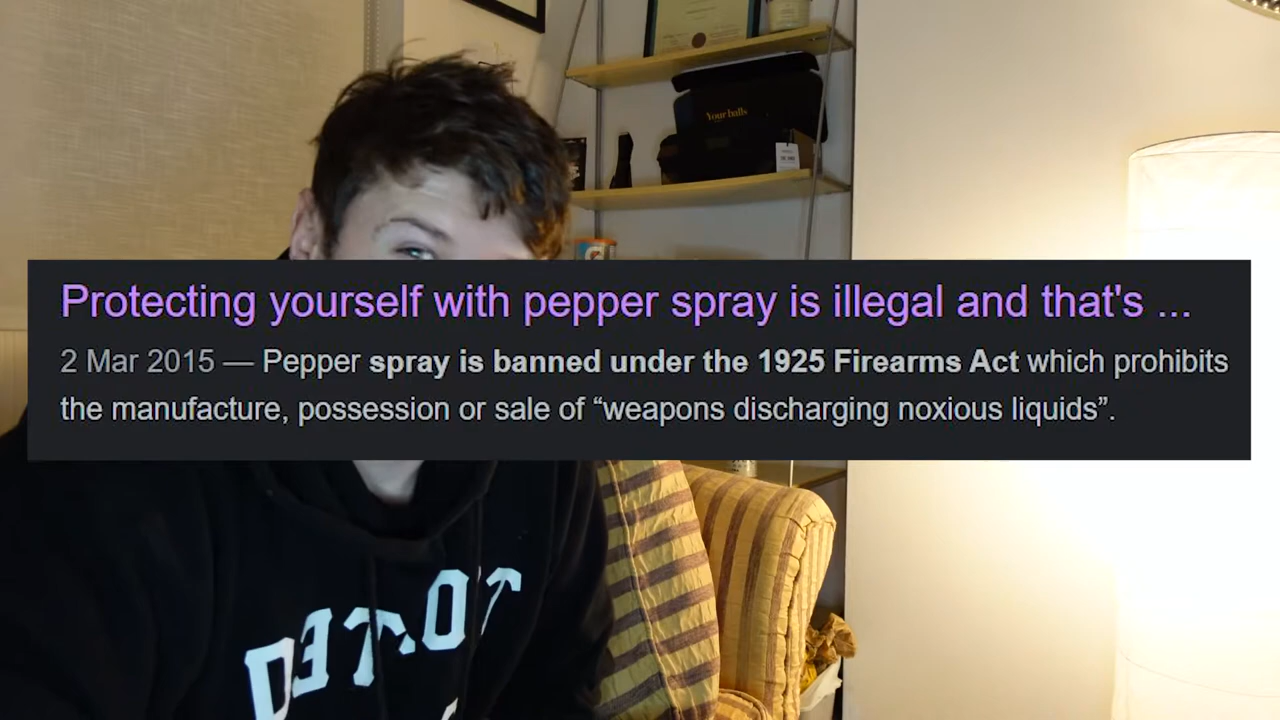 Your balls
Protecting yourself with pepper spray is illegal and that's ...
2 Mar 2015 — Pepper spray is banned under the 1925 Firearms Act which prohibits
the manufacture, possession or sale of “weapons discharging noxious liquids”.
DETROIT